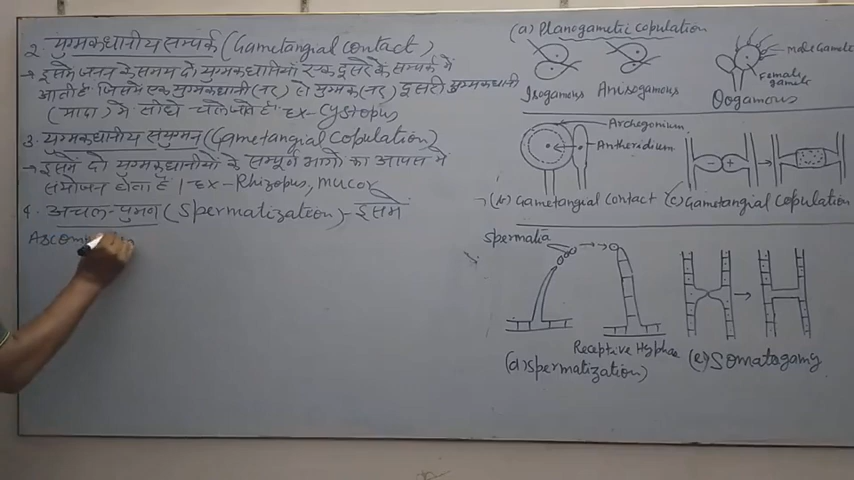 2. युग्मकधानीय सम्पर्क (Gametangial contact)
→ इसमें जनन के समय दो युग्मकधानियाँ एक दूसरे के सम्पर्क में
आती हैं जिसमें एक युग्मकधानी (नर) से युग्मक (नर) दूसरी युग्मकधानी
(मादा) में सीधे चले जाते हैं Ex- Cystopus
3. युग्मकधानीय संयुग्मन (Gametangial Copulation)
→ इसमें दो युग्मकधानीयों के सम्पूर्ण भागों का आपस में
समेजन होता है। Ex- Rhizopus, mucor
4. अचल-पुमणु (Spermatization)- इसमें
(a) Planogametic copulation
male Gamete
Female gamete
Isogamous Anisogamous Oogamous
Archegonium
Antheridium
(b) Gametangial Contact (c) Gametangial Copulation
Spermatia
Receptive Hyphae
(d) Spermatization) (e) Somatogamy